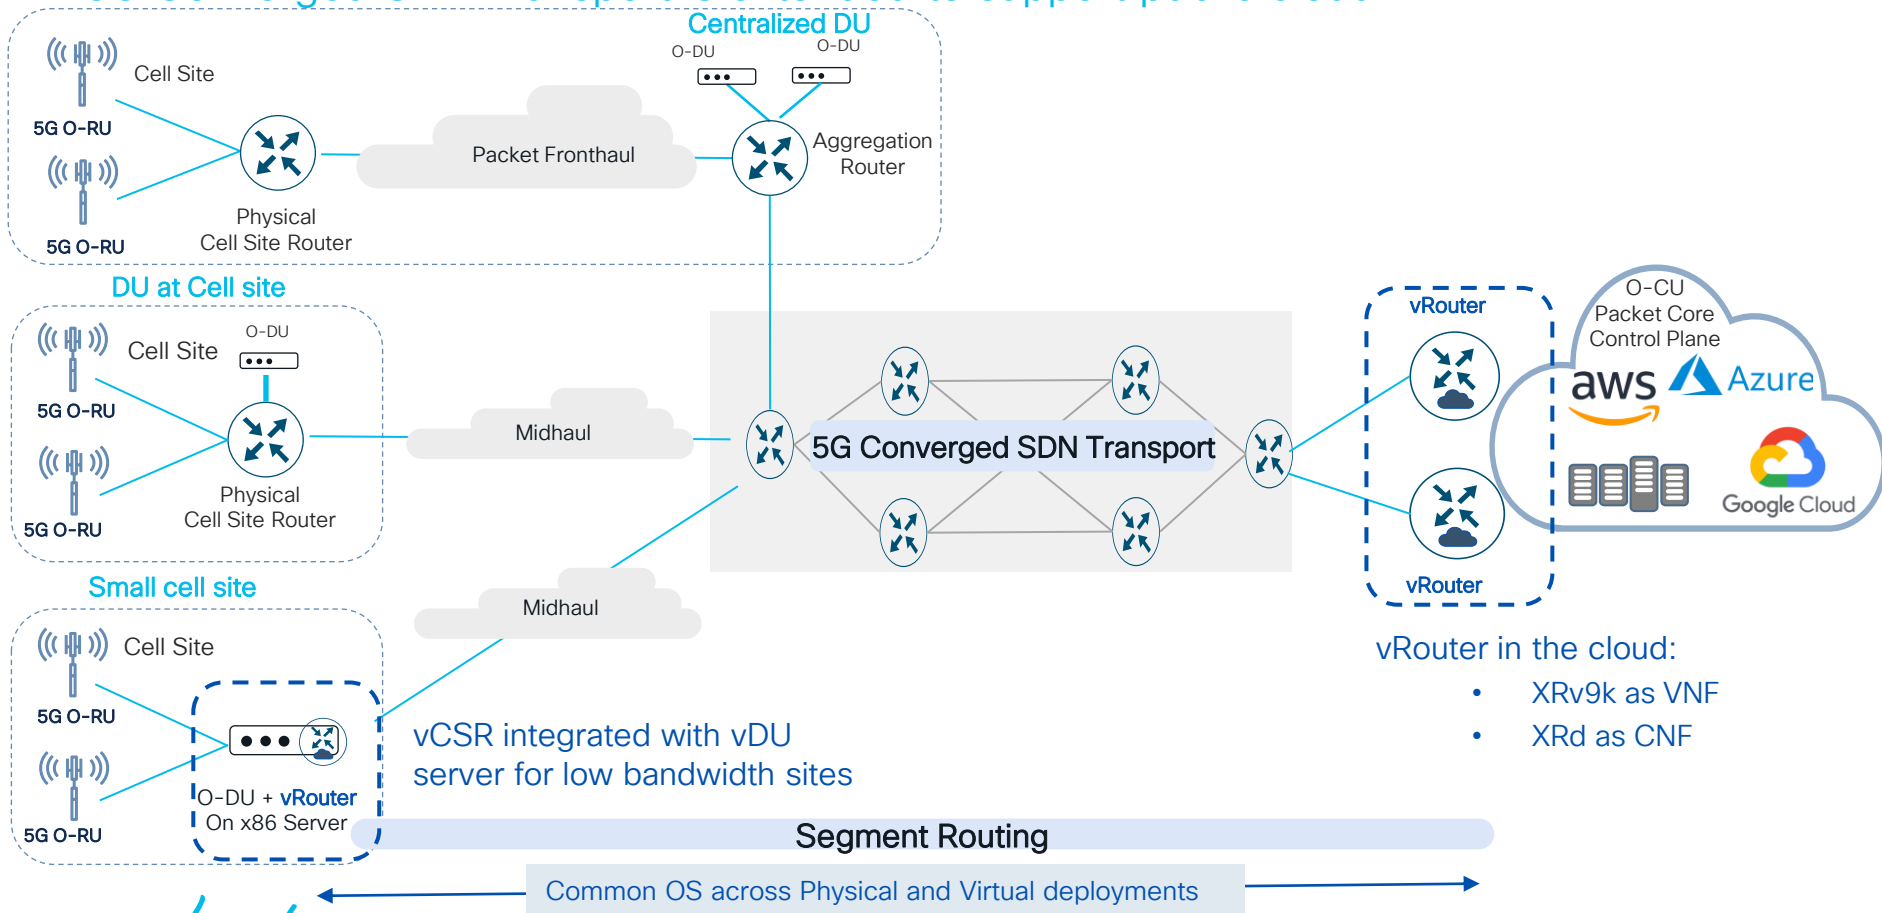 Centralized DU
O-DU
O-DU
Cell Site
5G O-RU
5G O-RU
Physical
Cell Site Router
Packet Fronthaul
Aggregation
Router
DU at Cell site
Cell Site
O-DU
5G O-RU
5G O-RU
Physical
Cell Site Router
Midhaul
5G Converged SDN Transport
vRouter
vRouter
O-CU
Packet Core
Control Plane
aws
Azure
Google Cloud
Small cell site
Cell Site
5G O-RU
5G O-RU
O-DU + vRouter
On x86 Server
Midhaul
vCSR integrated with vDU
server for low bandwidth sites
vRouter in the cloud:
• XRv9k as VNF
• XRd as CNF
Segment Routing
Common OS across Physical and Virtual deployments